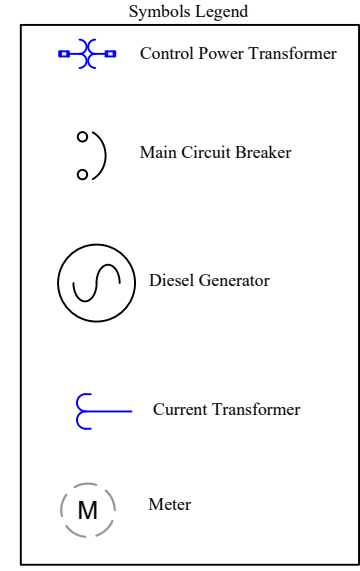 Symbols Legend
Control Power Transformer
Main Circuit Breaker
Diesel Generator
Current Transformer
M Meter